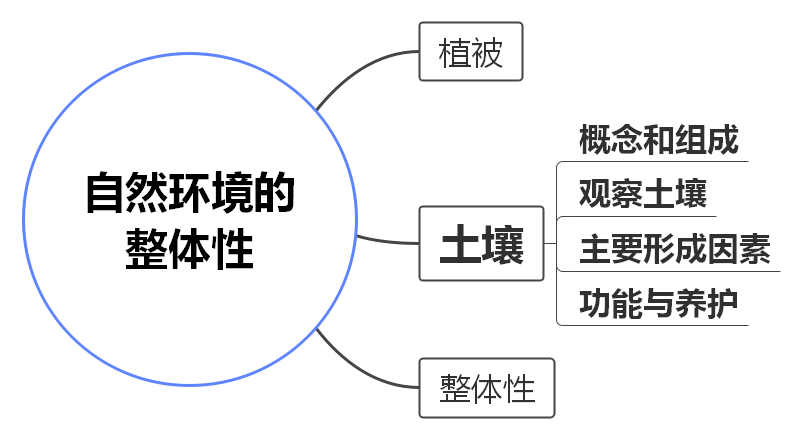 自然环境的
整体性
植被
土壤
概念和组成
观察土壤
主要形成因素
功能与养护
整体性